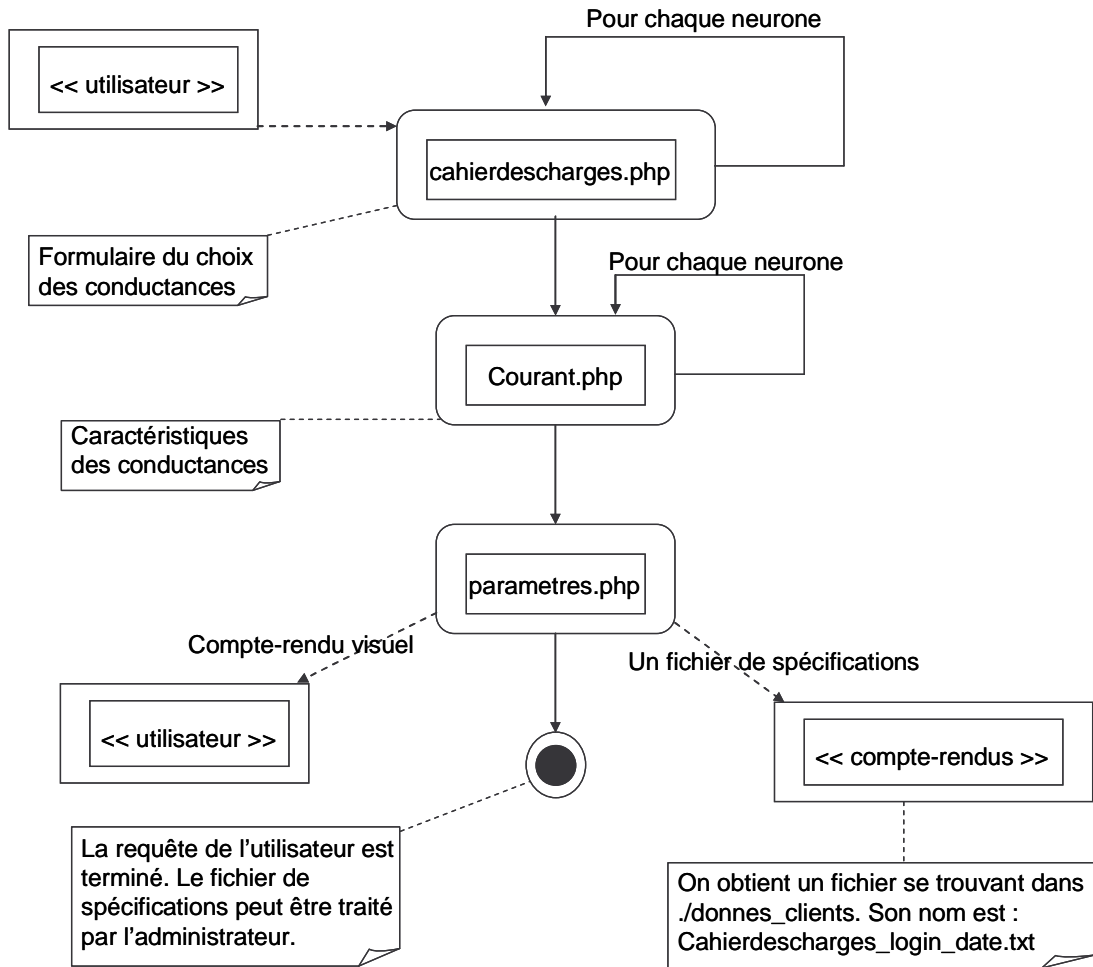 Pour chaque neurone
<< utilisateur >>
cahierdescharges.php
Formulaire du choix
des conductances
Pour chaque neurone
Courant.php
Caractéristiques
des conductances
parametres.php
Compte-rendu visuel
Un fichier de spécifications
<< utilisateur >>
<< compte-rendus >>
La requête de l'utilisateur est
terminé. Le fichier de
spécifications peut être traité
par l'administrateur.
On obtient un fichier se trouvant dans
./donnes_clients. Son nom est :
Cahierdescharges_login_date.txt